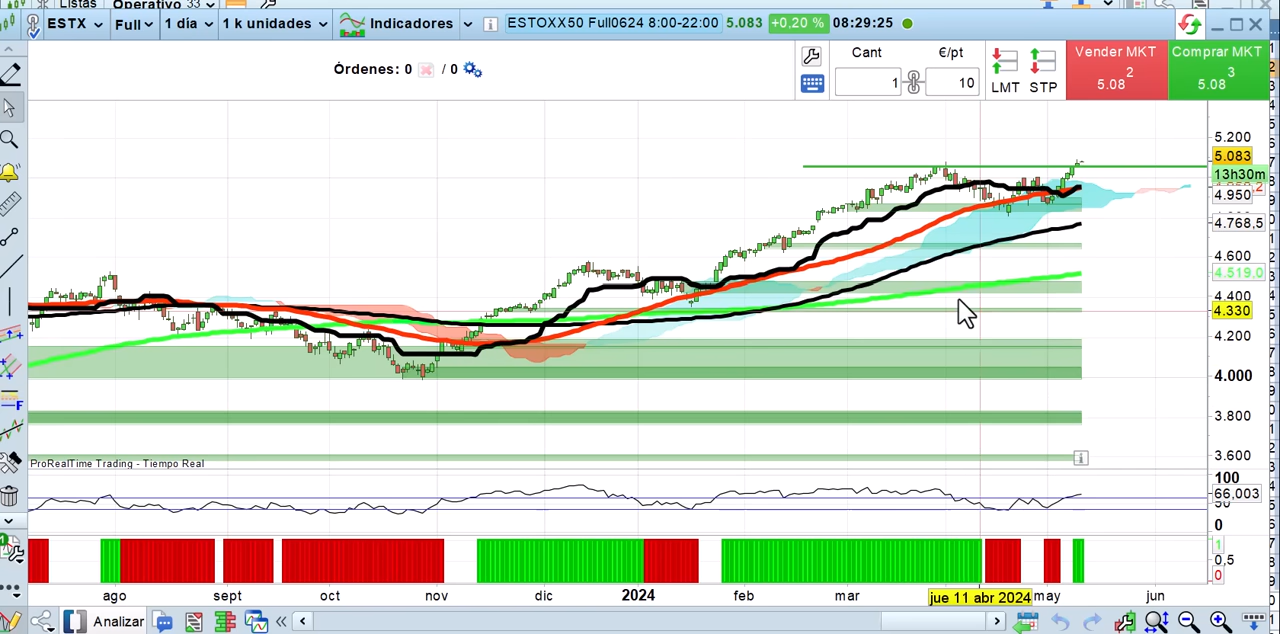 Listas Operativo 33
ESTX Full 1 día 1 k unidades Indicadores ESTOXX50 Full0624 8:00-22:00 5.083 +0,20 % 08:29:25
Órdenes: 0 / 0
Cant €/pt
1 10
LMT STP
Vender MKT
5.08 2
Comprar MKT
5.08 3
5.200
5.083
13h30m
4.950
4.768,5
4.600
4.519,0
4.400
4.330
4.200
4.000
3.800
3.600
ProRealTime Trading - Tiempo Real
100
66,003
50
0
1
0,5
0
ago sept oct nov dic 2024 feb mar jue 11 abr 2024 may jun
Analizar